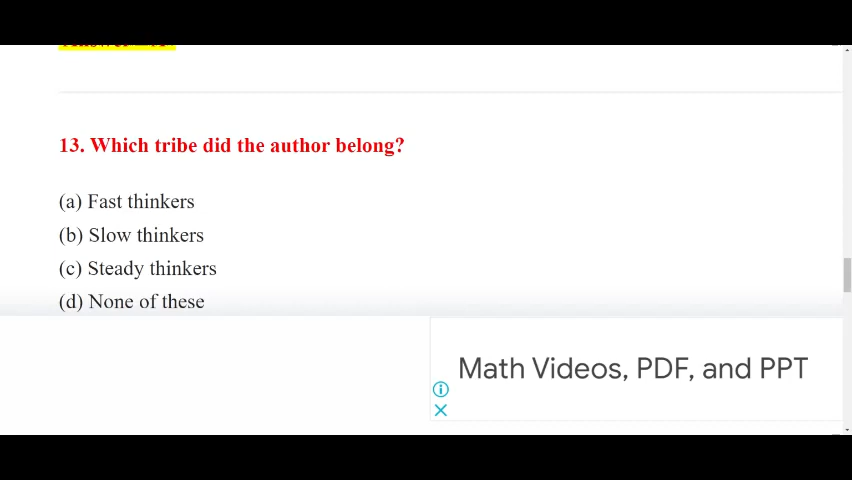 13. Which tribe did the author belong?
(a) Fast thinkers
(b) Slow thinkers
(c) Steady thinkers
(d) None of these
Math Videos, PDF, and PPT